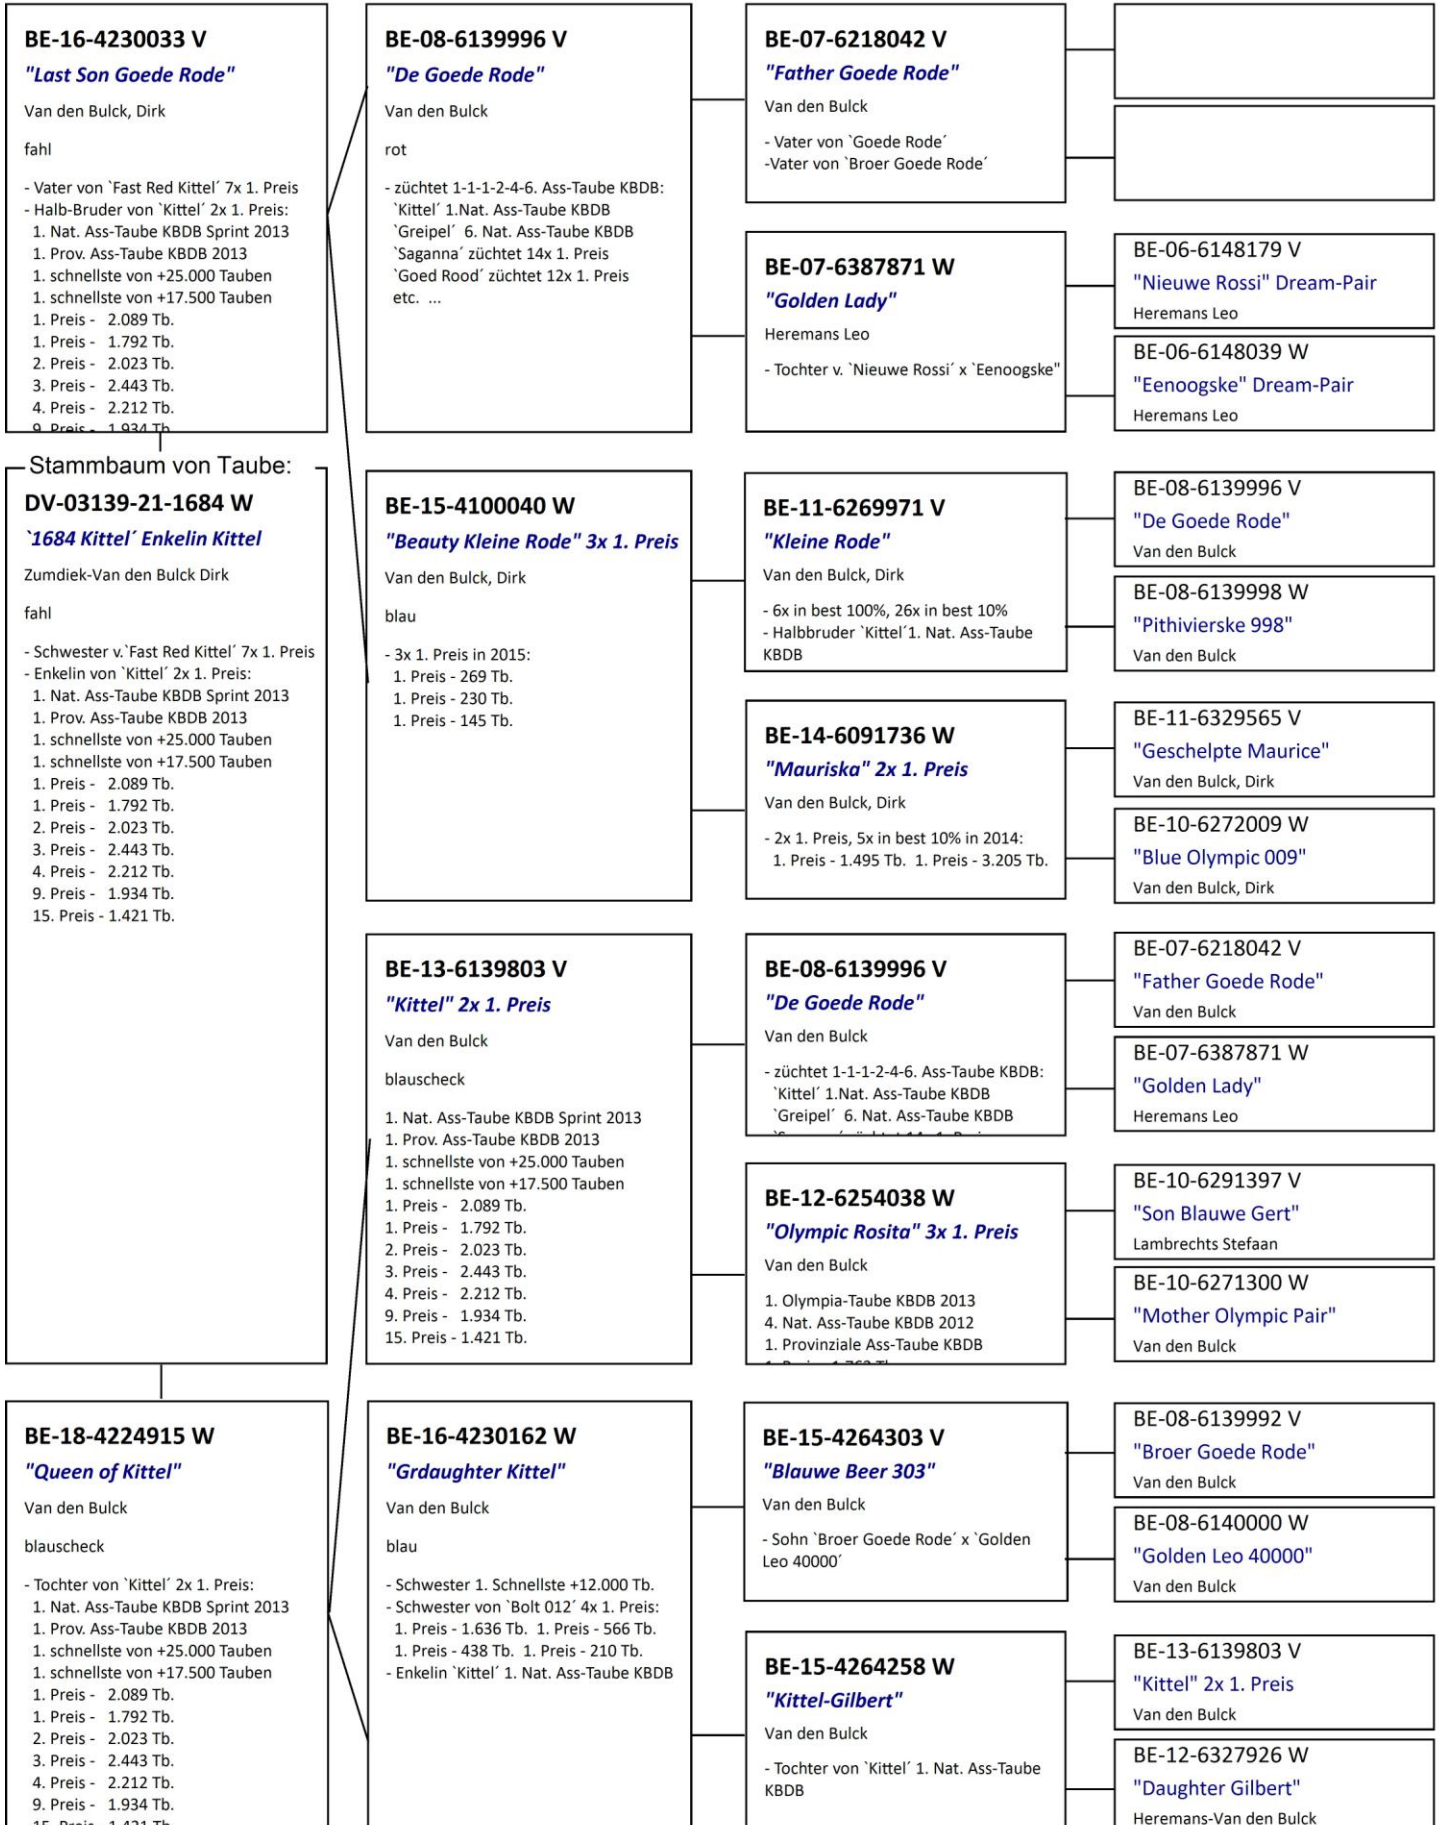 BE-16-4230033 V
"Last Son Goede Rode"
Van den Bulck, Dirk
fahl
- Vater von `Fast Red Kittel´ 7x 1. Preis
- Halb-Bruder von `Kittel´ 2x 1. Preis:
1. Nat. Ass-Taube KBDB Sprint 2013
1. Prov. Ass-Taube KBDB 2013
1. schnellste von +25.000 Tauben
1. schnellste von +17.500 Tauben
1. Preis - 2.089 Tb.
1. Preis - 1.792 Tb.
2. Preis - 2.023 Tb.
3. Preis - 2.443 Tb.
4. Preis - 2.212 Tb.
9. Preis - 1.934 Tb.
Stammbaum von Taube:
DV-03139-21-1684 W
`1684 Kittel´ Enkelin Kittel
Zumdiek-Van den Bulck Dirk
fahl
- Schwester v.`Fast Red Kittel´ 7x 1. Preis
- Enkelin von `Kittel´ 2x 1. Preis:
1. Nat. Ass-Taube KBDB Sprint 2013
1. Prov. Ass-Taube KBDB 2013
1. schnellste von +25.000 Tauben
1. schnellste von +17.500 Tauben
1. Preis - 2.089 Tb.
1. Preis - 1.792 Tb.
2. Preis - 2.023 Tb.
3. Preis - 2.443 Tb.
4. Preis - 2.212 Tb.
9. Preis - 1.934 Tb.
15. Preis - 1.421 Tb.
BE-18-4224915 W
"Queen of Kittel"
Van den Bulck
blauscheck
- Tochter von `Kittel´ 2x 1. Preis:
1. Nat. Ass-Taube KBDB Sprint 2013
1. Prov. Ass-Taube KBDB 2013
1. schnellste von +25.000 Tauben
1. schnellste von +17.500 Tauben
1. Preis - 2.089 Tb.
1. Preis - 1.792 Tb.
2. Preis - 2.023 Tb.
3. Preis - 2.443 Tb.
4. Preis - 2.212 Tb.
9. Preis - 1.934 Tb.
15. Preis - 1.421 Tb.
BE-08-6139996 V
"De Goede Rode"
Van den Bulck
rot
- züchtet 1-1-1-2-4-6. Ass-Taube KBDB:
`Kittel´ 1.Nat. Ass-Taube KBDB
`Greipel´ 6. Nat. Ass-Taube KBDB
`Saganna´ züchtet 14x 1. Preis
`Goed Rood´ züchtet 12x 1. Preis
etc. ...
BE-15-4100040 W
"Beauty Kleine Rode" 3x 1. Preis
Van den Bulck, Dirk
blau
- 3x 1. Preis in 2015:
1. Preis - 269 Tb.
1. Preis - 230 Tb.
1. Preis - 145 Tb.
BE-13-6139803 V
"Kittel" 2x 1. Preis
Van den Bulck
blauscheck
1. Nat. Ass-Taube KBDB Sprint 2013
1. Prov. Ass-Taube KBDB 2013
1. schnellste von +25.000 Tauben
1. schnellste von +17.500 Tauben
1. Preis - 2.089 Tb.
1. Preis - 1.792 Tb.
2. Preis - 2.023 Tb.
3. Preis - 2.443 Tb.
4. Preis - 2.212 Tb.
9. Preis - 1.934 Tb.
15. Preis - 1.421 Tb.
BE-16-4230162 W
"Grdaughter Kittel"
Van den Bulck
blau
- Schwester 1. Schnellste +12.000 Tb.
- Schwester von `Bolt 012´ 4x 1. Preis:
1. Preis - 1.636 Tb. 1. Preis - 566 Tb.
1. Preis - 438 Tb. 1. Preis - 210 Tb.
- Enkelin `Kittel´ 1. Nat. Ass-Taube KBDB
BE-07-6218042 V
"Father Goede Rode"
Van den Bulck
- Vater von `Goede Rode´
-Vater von `Broer Goede Rode´
BE-07-6387871 W
"Golden Lady"
Heremans Leo
- Tochter v. `Nieuwe Rossi´ x `Eenoogske"
BE-11-6269971 V
"Kleine Rode"
Van den Bulck, Dirk
- 6x in best 100%, 26x in best 10%
- Halbbruder `Kittel´1. Nat. Ass-Taube
KBDB
BE-14-6091736 W
"Mauriska" 2x 1. Preis
Van den Bulck, Dirk
- 2x 1. Preis, 5x in best 10% in 2014:
1. Preis - 1.495 Tb. 1. Preis - 3.205 Tb.
BE-08-6139996 V
"De Goede Rode"
Van den Bulck
- züchtet 1-1-1-2-4-6. Ass-Taube KBDB:
`Kittel´ 1.Nat. Ass-Taube KBDB
`Greipel´ 6. Nat. Ass-Taube KBDB
BE-12-6254038 W
"Olympic Rosita" 3x 1. Preis
Van den Bulck
1. Olympia-Taube KBDB 2013
4. Nat. Ass-Taube KBDB 2012
1. Provinziale Ass-Taube KBDB
BE-15-4264303 V
"Blauwe Beer 303"
Van den Bulck
- Sohn `Broer Goede Rode´ x `Golden
Leo 40000´
BE-15-4264258 W
"Kittel-Gilbert"
Van den Bulck
- Tochter von `Kittel´ 1. Nat. Ass-Taube
KBDB
BE-06-6148179 V
"Nieuwe Rossi" Dream-Pair
Heremans Leo
BE-06-6148039 W
"Eenoogske" Dream-Pair
Heremans Leo
BE-08-6139996 V
"De Goede Rode"
Van den Bulck
BE-08-6139998 W
"Pithivierske 998"
Van den Bulck
BE-11-6329565 V
"Geschelpte Maurice"
Van den Bulck, Dirk
BE-10-6272009 W
"Blue Olympic 009"
Van den Bulck, Dirk
BE-07-6218042 V
"Father Goede Rode"
Van den Bulck
BE-07-6387871 W
"Golden Lady"
Heremans Leo
BE-10-6291397 V
"Son Blauwe Gert"
Lambrechts Stefaan
BE-10-6271300 W
"Mother Olympic Pair"
Van den Bulck
BE-08-6139992 V
"Broer Goede Rode"
Van den Bulck
BE-08-6140000 W
"Golden Leo 40000"
Van den Bulck
BE-13-6139803 V
"Kittel" 2x 1. Preis
Van den Bulck
BE-12-6327926 W
"Daughter Gilbert"
Heremans-Van den Bulck